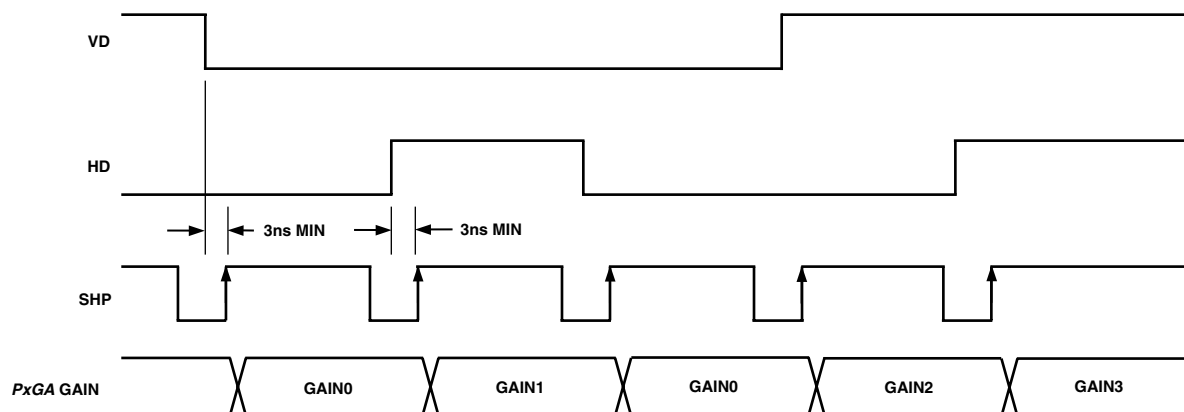 VD
HD
3ns MIN 3ns MIN
SHP
PxGA GAIN GAIN0 GAIN1 GAIN0 GAIN2 GAIN3